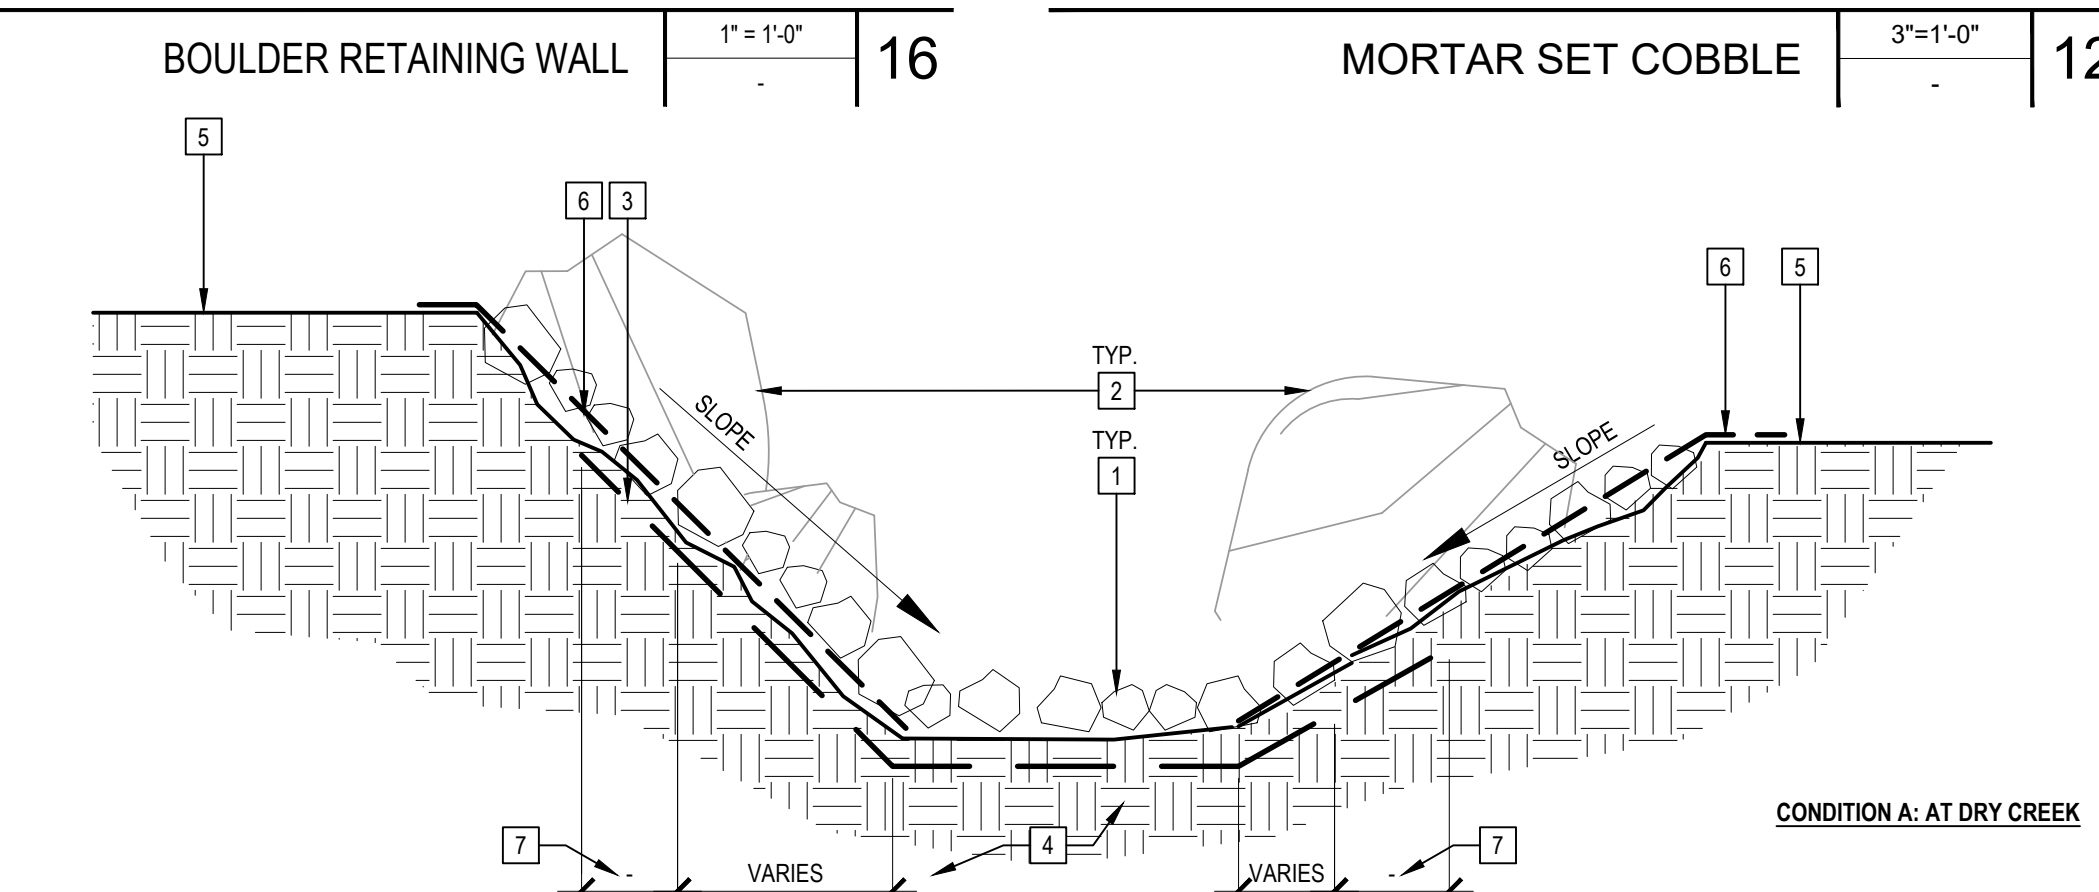 BOULDER RETAINING WALL
1" = 1'-0"
-
16
MORTAR SET COBBLE
3"=1'-0"
-
12
5
6
3
6
5
TYP.
2
TYP.
1
SLOPE
SLOPE
CONDITION A: AT DRY CREEK
7
-
VARIES
4
VARIES
-
7